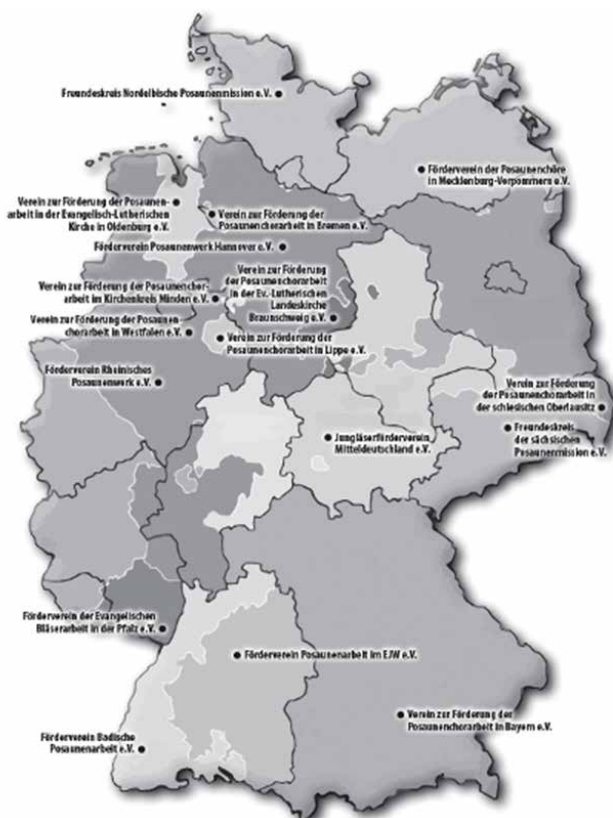 Freundeskreis Nordelbische Posaunenmission e.V.
Förderverein der Posaunenchöre
in Mecklenburg-Vorpommern e.V.
Verein zur Förderung der Posaunen-
arbeit in der Evangelisch-Lutherischen
Kirche in Oldenburg e.V.
Verein zur Förderung der
Posaunenchorarbeit in Bremen e.V.
Förderverein Posaunenwerk Hannover e.V.
Verein zur Förderung der Posaunenchor-
arbeit im Kirchenkreis Minden e.V.
Verein zur Förderung
der Posaunenchorarbeit
in der Ev.-Lutherischen
Landeskirche
Braunschweig e.V.
Verein zur Förderung der Posaunen-
chorarbeit in Westfalen e.V.
Verein zur Förderung der
Posaunenchorarbeit in Lippe e.V.
Förderverein Rheinisches
Posaunenwerk e.V.
Verein zur Förderung
der Posaunenchorarbeit in
der schlesischen Oberlausitz
Freundeskreis
der sächsischen
Posaunenmission e.V.
Jungbläserförderverein
Mitteldeutschland e.V.
Förderverein der Evangelischen
Bläserarbeit in der Pfalz e.V.
Förderverein Posaunenarbeit im EJW e.V.
Verein zur Förderung der
Posaunenchorarbeit in Bayern e.V.
Förderverein Badische
Posaunenarbeit e.V.